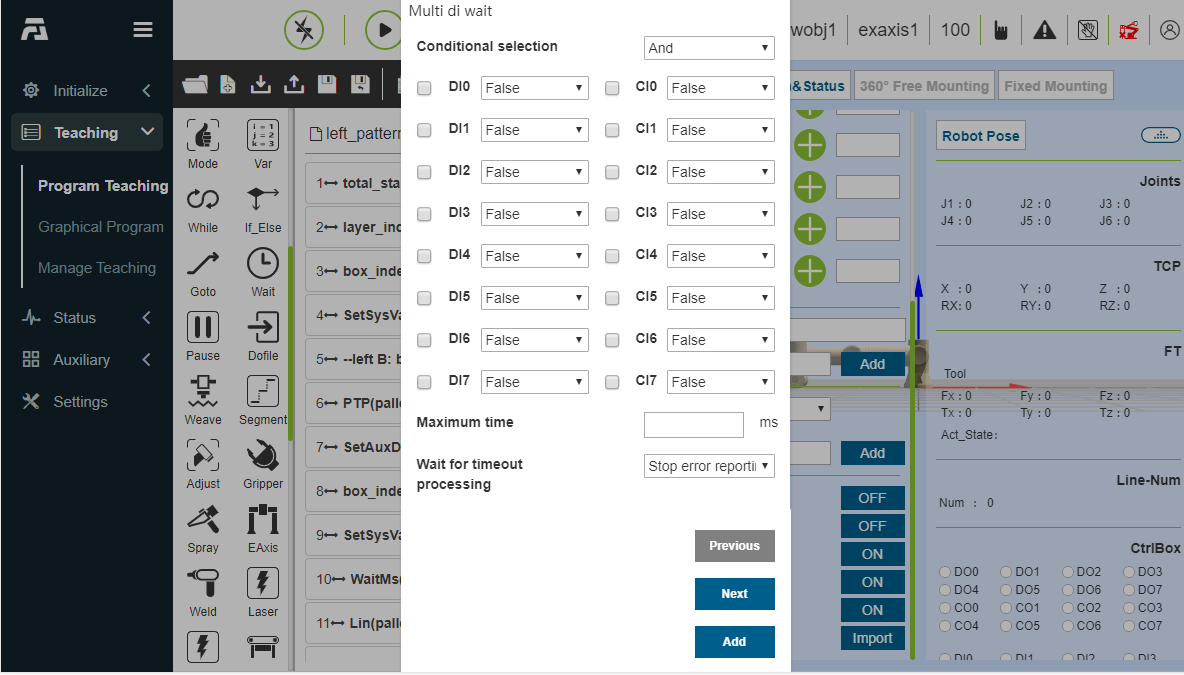 Multi di wait
Conditional selection And
DI0 False CI0 False
DI1 False CI1 False
DI2 False CI2 False
DI3 False CI3 False
DI4 False CI4 False
DI5 False CI5 False
DI6 False CI6 False
DI7 False CI7 False
Maximum time ms
Wait for timeout
processing
Stop error reporti
Previous
Next
Add
Initialize
Teaching
Program Teaching
Graphical Program
Manage Teaching
Status
Auxiliary
Settings
Mode Var
While If_Else
Goto Wait
Pause Dofile
Weave Segment
Adjust Gripper
Spray EAxis
Weld Laser
i = 1
j = 2
k = 3
left_pattern
1 total_sta
2 layer_ind
3 box_inde
4 SetSysVa
5 --left B: b
6 PTP(palle
7 SetAuxD
8 box_inde
9 SetSysVa
10 WaitMs(
11 Lin(palle
wobj1 exaxis1 100
&Status 360° Free Mounting Fixed Mounting
Add
Add
OFF
OFF
ON
ON
ON
Import
Robot Pose
Joints
J1 : 0 J2 : 0 J3 : 0
J4 : 0 J5 : 0 J6 : 0
TCP
X : 0 Y : 0 Z : 0
RX: 0 RY: 0 RZ: 0
FT
Tool
Fx : 0 Fy : 0 Fz : 0
Tx : 0 Ty : 0 Tz : 0
Act_State:
Line-Num
Num : 0
CtrlBox
DO0 DO1 DO2 DO3
DO4 DO5 DO6 DO7
CO0 CO1 CO2 CO3
CO4 CO5 CO6 CO7
DI0 DI1 DI2 DI3